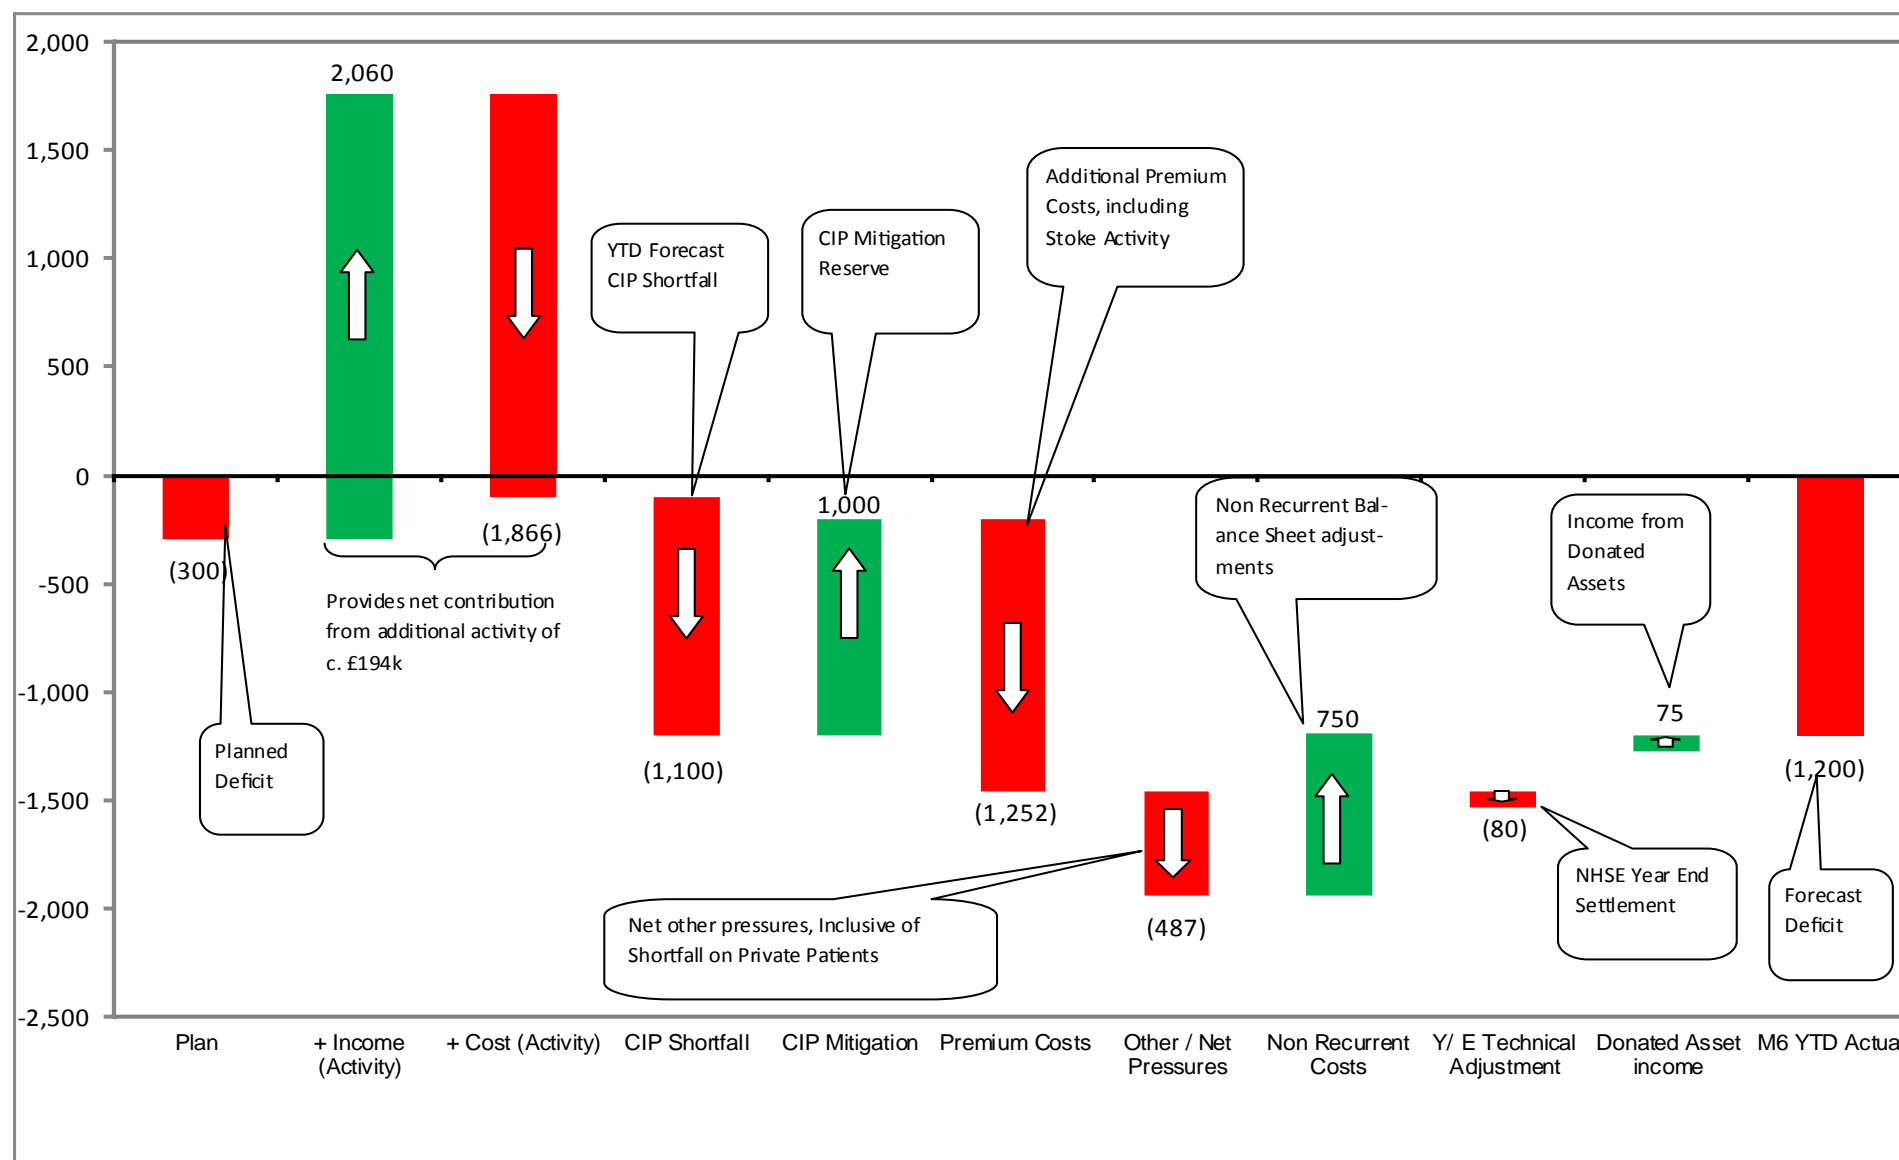 2,000
1,500
1,000
500
0
-500
-1,000
-1,500
-2,000
-2,500
(300)
2,060
(1,866)
(1,100)
1,000
(1,252)
(487)
750
(80)
75
(1,200)
Planned
Deficit
Provides net contribution
from additional activity of
c. £194k
YTD Forecast
CIP Shortfall
CIP Mitigation
Reserve
Additional Premium
Costs, including
Stoke Activity
Net other pressures, Inclusive of
Shortfall on Private Patients
Non Recurrent Bal-
ance Sheet adjust-
ments
NHSE Year End
Settlement
Income from
Donated
Assets
Forecast
Deficit
Plan
+ Income
(Activity)
+ Cost (Activity)
CIP Shortfall
CIP Mitigation
Premium Costs
Other / Net
Pressures
Non Recurrent
Costs
Y/ E Technical
Adjustment
Donated Asset
income
M6 YTD Actua